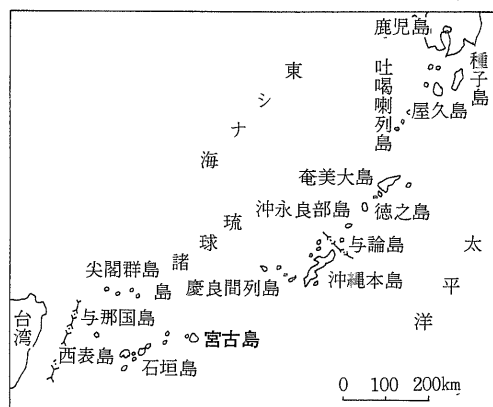 鹿児島
種子島
屋久島
吐噶喇列島
東シナ海
奄美大島
徳之島
沖永良部島
与論島
琉球諸島
沖縄本島
慶良間列島
太平洋
尖閣群島
台湾
与那国島
宮古島
西表島
石垣島
0 100 200km